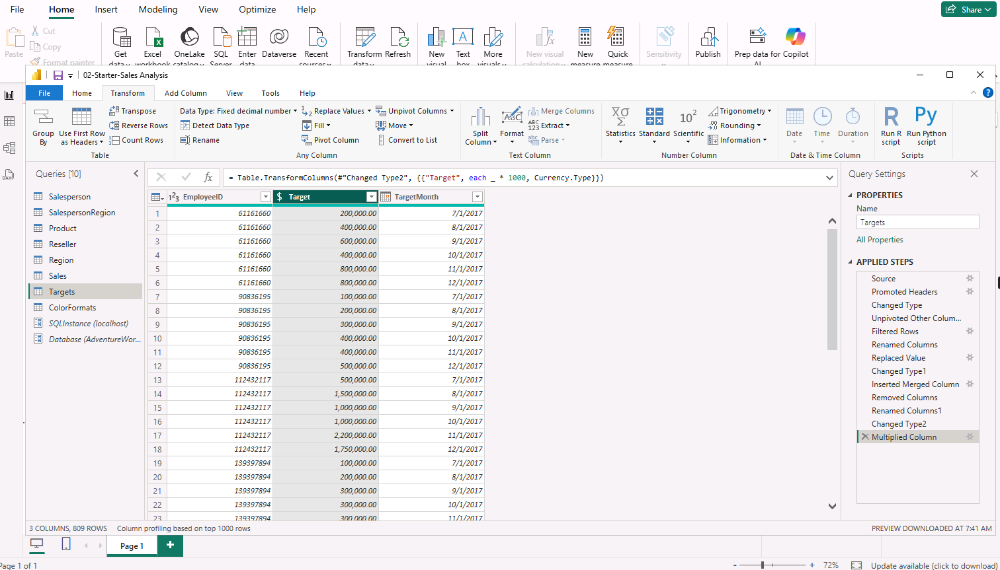 File Home Insert Modeling View Optimize Help
Share
Paste
Cut
Copy
Format painter
Get data
Excel workbook
OneLake catalog
SQL Server
Enter data
Dataverse
Recent sources
Transform data
Refresh
New visual
Text box
More visuals
New visual calculation
New measure
Quick measure
Sensitivity
Publish
Prep data for AI
Copilot
02-Starter-Sales Analysis
File Home Transform Add Column View Tools Help
Group By
Use First Row as Headers
Transpose
Reverse Rows
Count Rows
Table
Data Type: Fixed decimal number
Detect Data Type
Rename
Replace Values
Fill
Pivot Column
Unpivot Columns
Move
Convert to List
Any Column
Split Column
Format
Merge Columns
Extract
Parse
Text Column
Statistics
Standard
Scientific
Trigonometry
Rounding
Information
Number Column
Date
Time
Duration
Date & Time Column
R
Run R script
Py
Run Python script
Scripts
Queries [10]
Salesperson
SalespersonRegion
Product
Reseller
Region
Sales
Targets
ColorFormats
SQLInstance (localhost)
Database (AdventureWor...
fx
= Table.TransformColumns(#"Changed Type2", {{"Target", each _ * 1000, Currency.Type}})
EmployeeID $ Target TargetMonth
1 61161660 200,000.00 7/1/2017
2 61161660 400,000.00 8/1/2017
3 61161660 600,000.00 9/1/2017
4 61161660 400,000.00 10/1/2017
5 61161660 800,000.00 11/1/2017
6 61161660 800,000.00 12/1/2017
7 90836195 100,000.00 7/1/2017
8 90836195 200,000.00 8/1/2017
9 90836195 300,000.00 9/1/2017
10 90836195 400,000.00 10/1/2017
11 90836195 400,000.00 11/1/2017
12 90836195 500,000.00 12/1/2017
13 112432117 500,000.00 7/1/2017
14 112432117 1,500,000.00 8/1/2017
15 112432117 1,000,000.00 9/1/2017
16 112432117 1,000,000.00 10/1/2017
17 112432117 2,200,000.00 11/1/2017
18 112432117 1,750,000.00 12/1/2017
19 139397894 100,000.00 7/1/2017
20 139397894 200,000.00 8/1/2017
21 139397894 300,000.00 9/1/2017
22 139397894 300,000.00 10/1/2017
23 139397894 300,000.00 11/1/2017
Query Settings
PROPERTIES
Name
Targets
All Properties
APPLIED STEPS
Source
Promoted Headers
Changed Type
Unpivoted Other Colum...
Filtered Rows
Renamed Columns
Replaced Value
Changed Type1
Inserted Merged Column
Removed Columns
Renamed Columns1
Changed Type2
Multiplied Column
3 COLUMNS, 809 ROWS Column profiling based on top 1000 rows
PREVIEW DOWNLOADED AT 7:41 AM
Page 1
Page 1 of 1
72%
Update available (click to download)